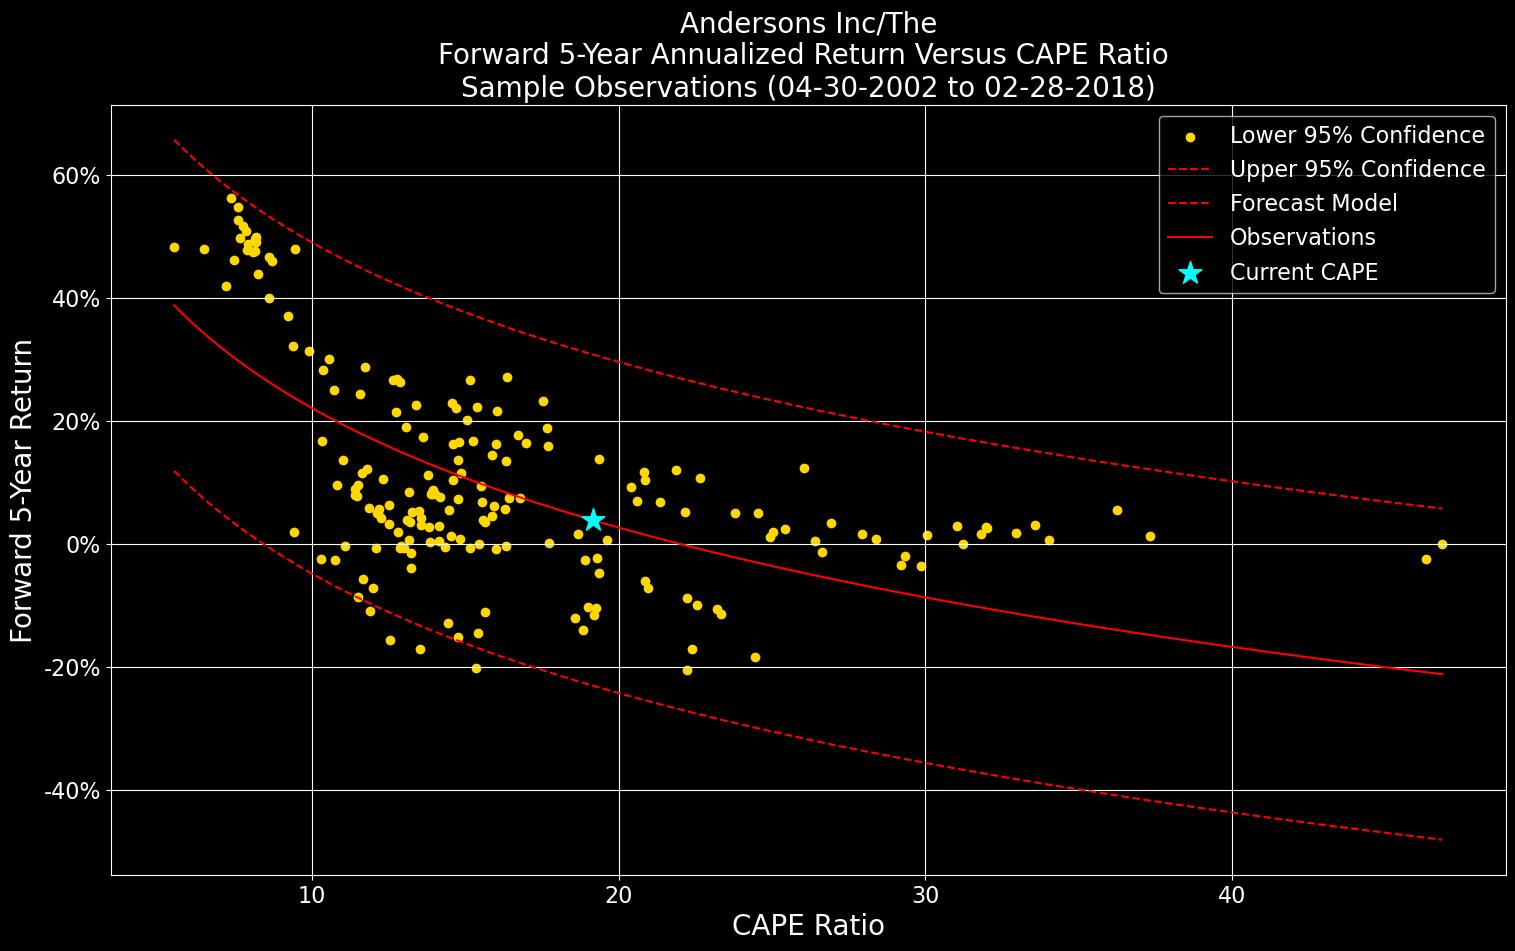 Andersons Inc/The
Forward 5-Year Annualized Return Versus CAPE Ratio
Sample Observations (04-30-2002 to 02-28-2018)
Lower 95% Confidence
Upper 95% Confidence
Forecast Model
Observations
Current CAPE
Forward 5-Year Return
60%
40%
20%
0%
-20%
-40%
10
20
30
40
CAPE Ratio